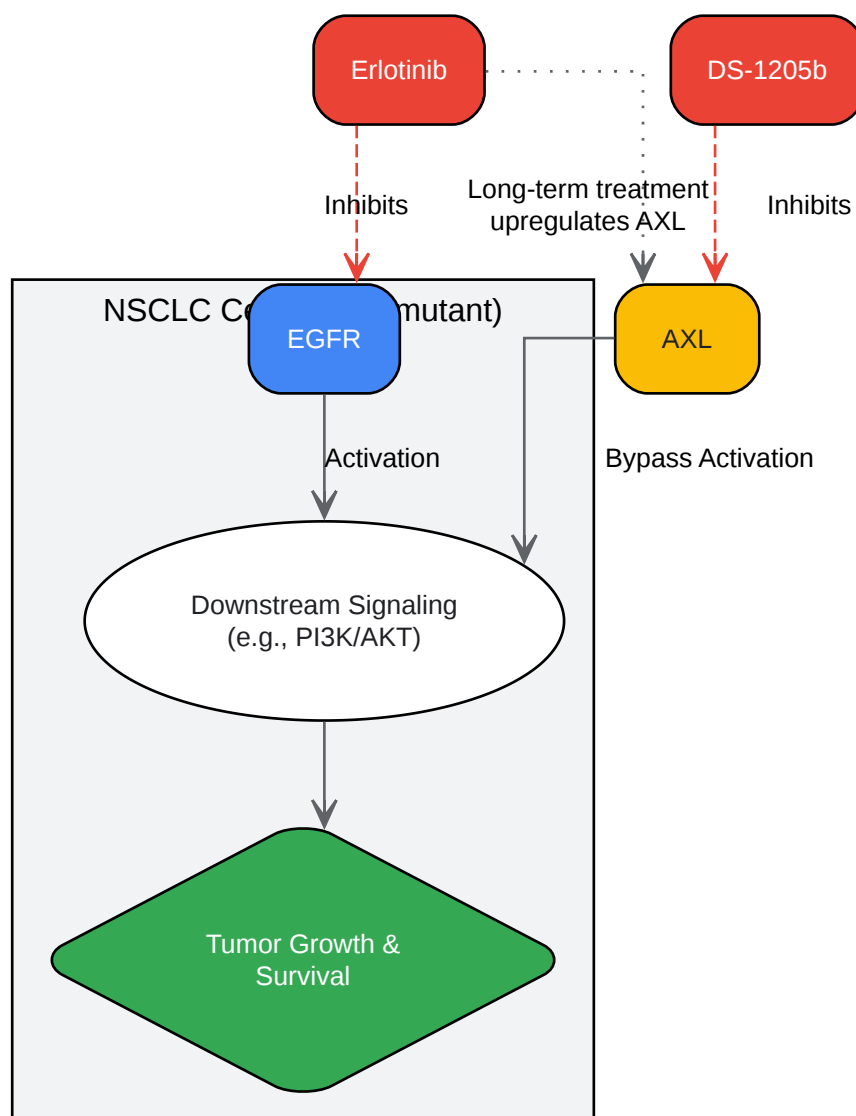 Erlotinib
DS-1205b
Inhibits
Long-term treatment
upregulates AXL
Inhibits
NSCLC mutant)
EGFR
AXL
Activation
Bypass Activation
Downstream Signaling
(e.g., PI3K/AKT)
Tumor Growth &
Survival